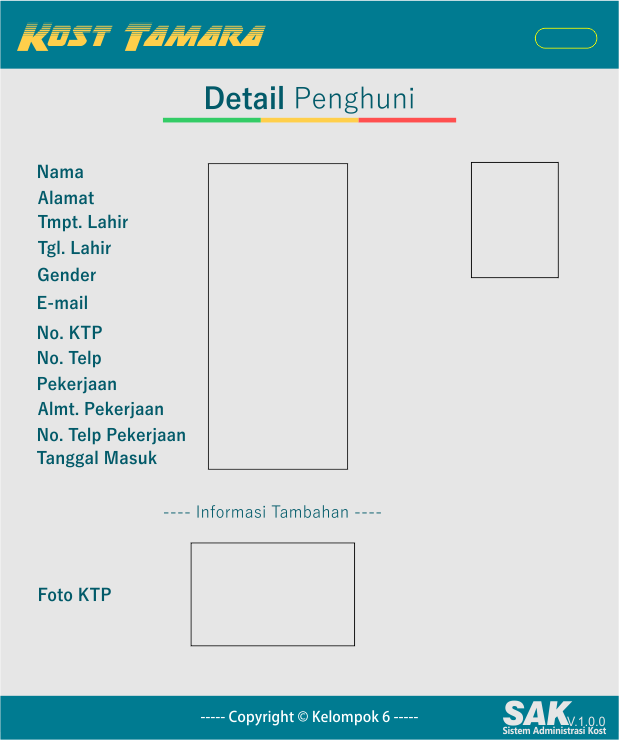 Kost Tamara
Detail Penghuni
Nama
Alamat
Tmpt. Lahir
Tgl. Lahir
Gender
E-mail
No. KTP
No. Telp
Pekerjaan
Almt. Pekerjaan
No. Telp Pekerjaan
Tanggal Masuk
---- Informasi Tambahan ----
Foto KTP
----- Copyright © Kelompok 6 -----
SAK V.1.0.0
Sistem Administrasi Kost